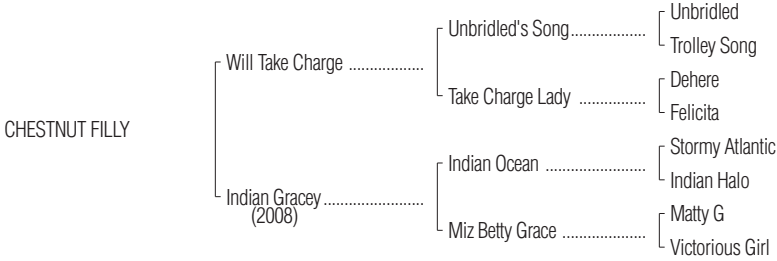 Unbridled
Unbridled's Song..................
Trolley Song
Will Take Charge ..................
Dehere
Take Charge Lady ................
Felicita
CHESTNUT FILLY
Stormy Atlantic
Indian Ocean ........................
Indian Halo
Indian Gracey........................
(2008)
Matty G
Miz Betty Grace ....................
Victorious Girl